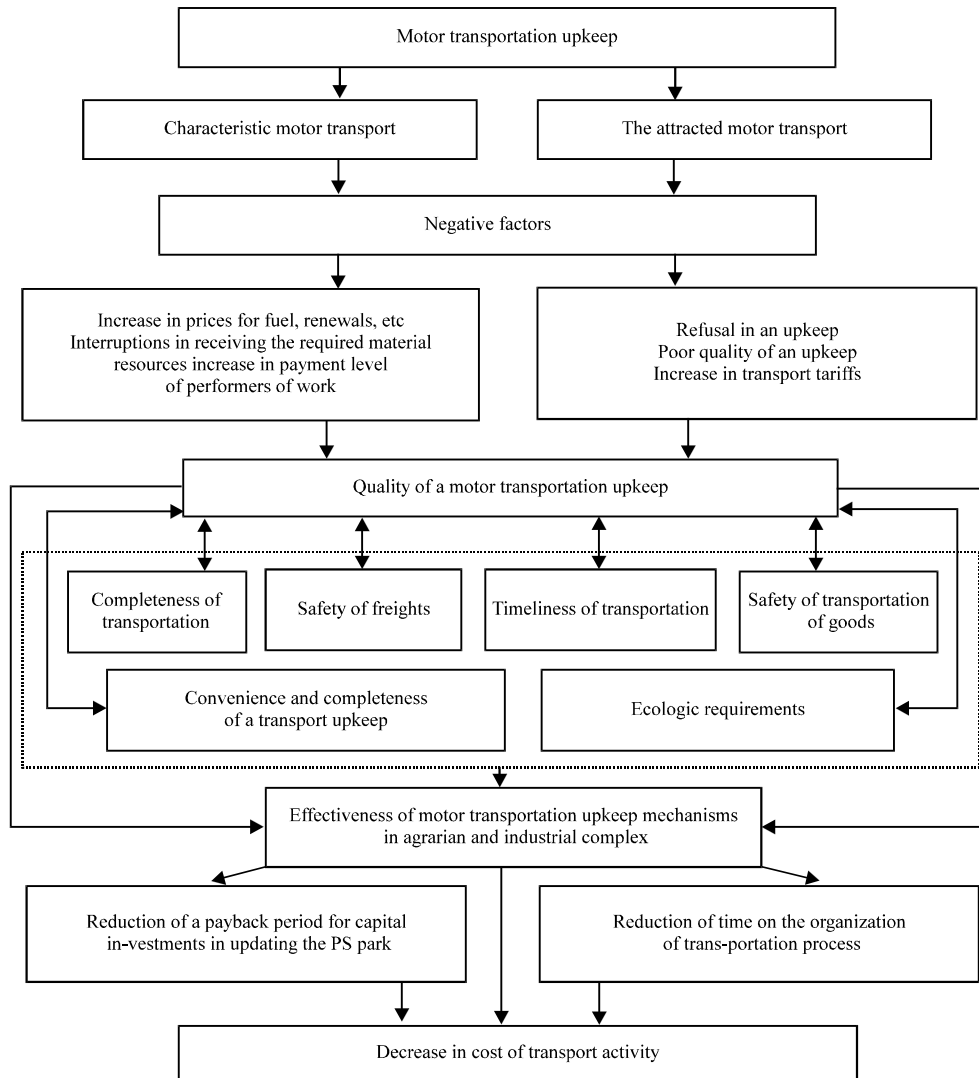 Motor transportation upkeep
Characteristic motor transport
The attracted motor transport
Negative factors
Increase in prices for fuel, renewals, etc
Interruptions in receiving the required material
resources increase in payment level
of performers of work
Refusal in an upkeep
Poor quality of an upkeep
Increase in transport tariffs
Quality of a motor transportation upkeep
Completeness of
transportation
Safety of freights
Timeliness of transportation
Safety of transportation
of goods
Convenience and completeness
of a transport upkeep
Ecologic requirements
Effectiveness of motor transportation upkeep mechanisms
in agrarian and industrial complex
Reduction of a payback period for capital
in-vestments in updating the PS park
Reduction of time on the organization
of trans-portation process
Decrease in cost of transport activity